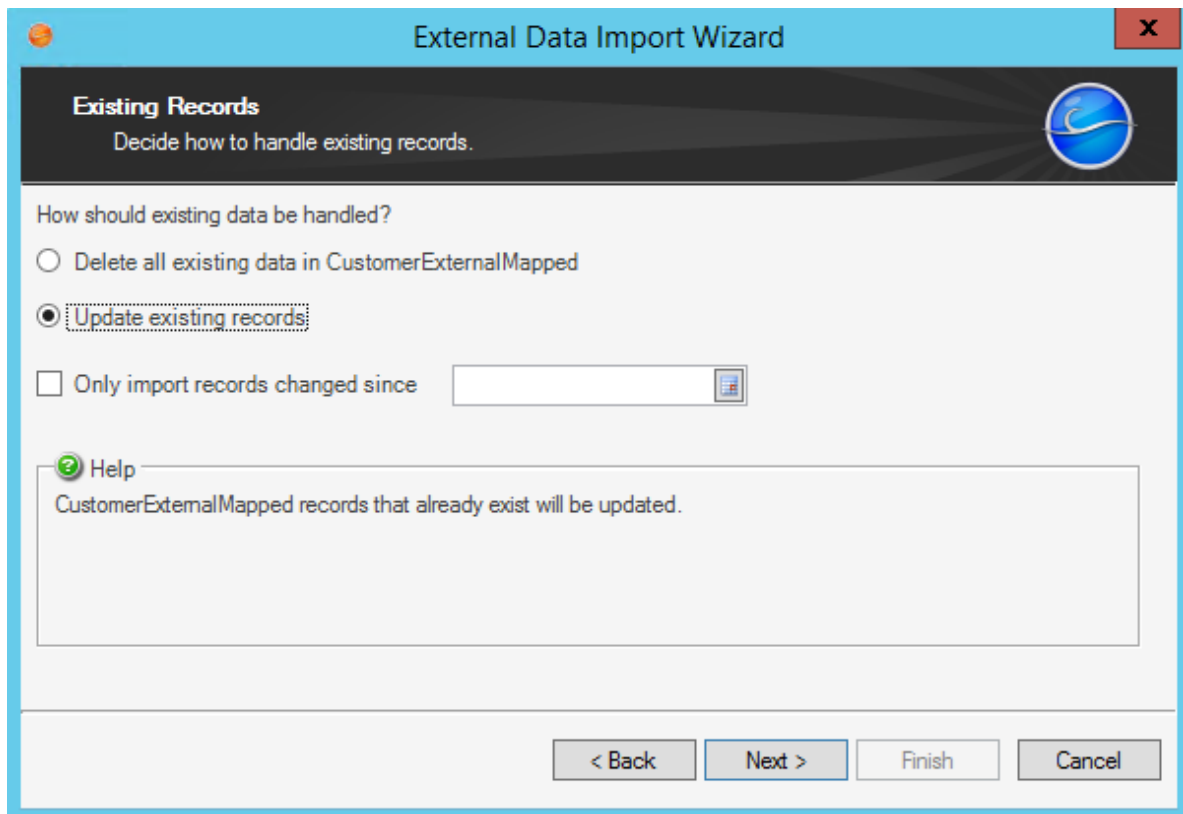 External Data Import Wizard
x
Existing Records
Decide how to handle existing records.
How should existing data be handled?
Delete all existing data in CustomerExternalMapped
Update existing records
Only import records changed since
Help
CustomerExternalMapped records that already exist will be updated.
< Back Next > Finish Cancel